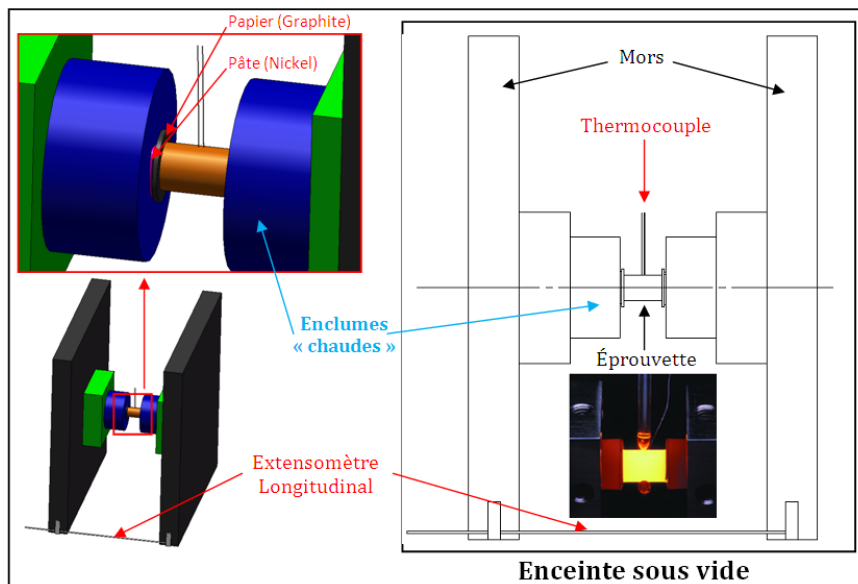 Papier (Graphite)
Pâte (Nickel)
Mors
Thermocouple
Enclumes
« chaudes »
Éprouvette
Extensomètre
Longitudinal
Enceinte sous vide